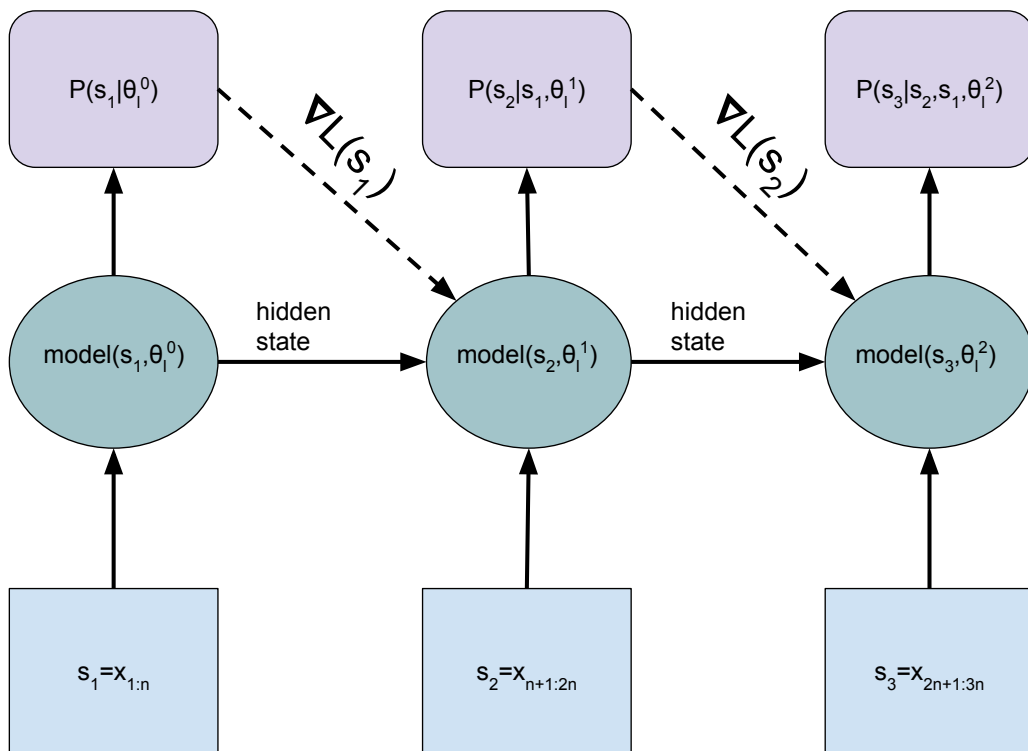 P(s₁|θₗ⁰)
P(s₂|s₁,θₗ¹)
P(s₃|s₂,s₁,θₗ²)
∇L(s₁)
∇L(s₂)
hidden
state
hidden
state
model(s₁,θₗ⁰)
model(s₂,θₗ¹)
model(s₃,θₗ²)
s₁=x₁:ₙ
s₂=xₙ₊₁:₂ₙ
s₃=x₂ₙ₊₁:₃ₙ